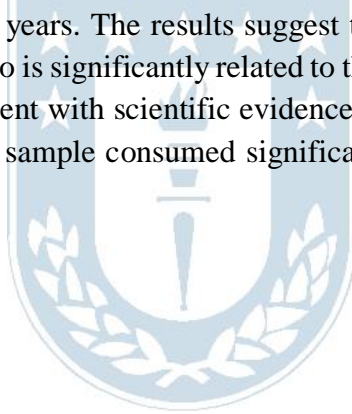 years. The results suggest t
o is significantly related to th
ent with scientific evidence
sample consumed significa